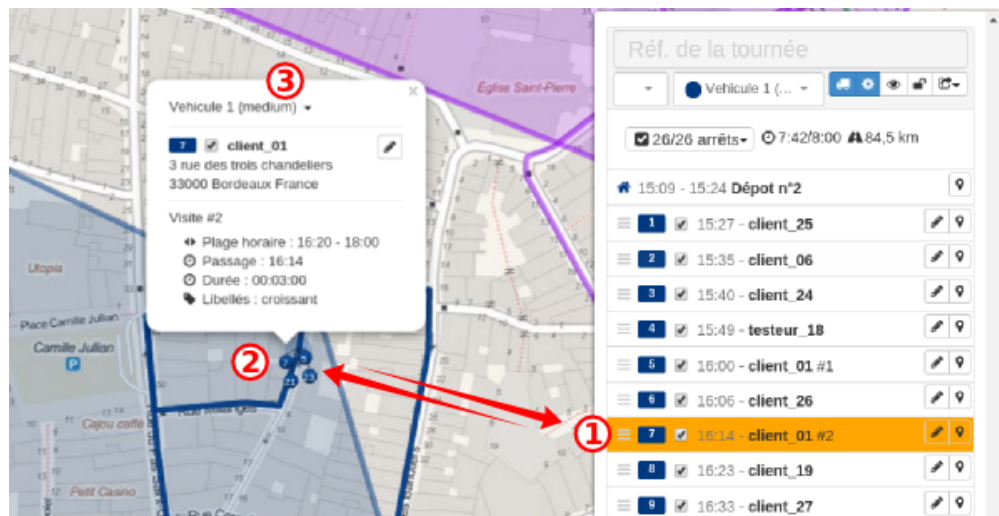 Réf. de la tournée
Vehicule 1 (...
26/26 arrêts
7:42/8:00 84,5 km
15:09 - 15:24 Dépot n°2
1 15:27 - client_25
2 15:35 - client_06
3 15:40 - client_24
4 15:49 - testeur_18
5 16:00 - client_01 #1
6 16:06 - client_26
7 16:14 - client_01 #2
8 16:23 - client_19
9 16:33 - client_27
①
②
③
Vehicule 1 (medium)
×
7 client_01
3 rue des trois chandeliers
33000 Bordeaux France
Visite #2
Plage horaire : 16:20 - 18:00
Passage : 16:14
Durée : 00:03:00
Libellés : croissant
Église Saint-Pierre
Utopia
Place Camille Jullian
Camille Jullian
P
Cajou caffé
Petit Casino
21
23